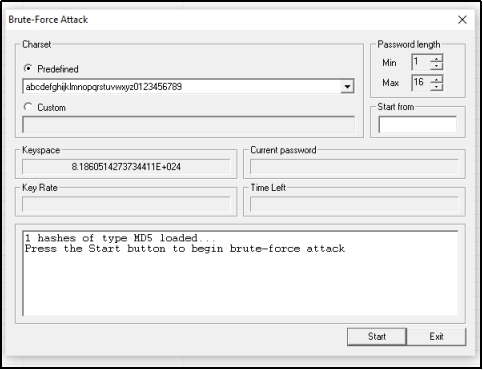 Brute-Force Attack
Charset
Predefined
abcdefghijklmnopqrstuvwxyz0123456789
Custom
Password length
Min 1
Max 16
Start from
Keyspace
8.1860514273734411E+024
Current password
Key Rate
Time Left
1 hashes of type MD5 loaded...
Press the Start button to begin brute-force attack
Start
Exit